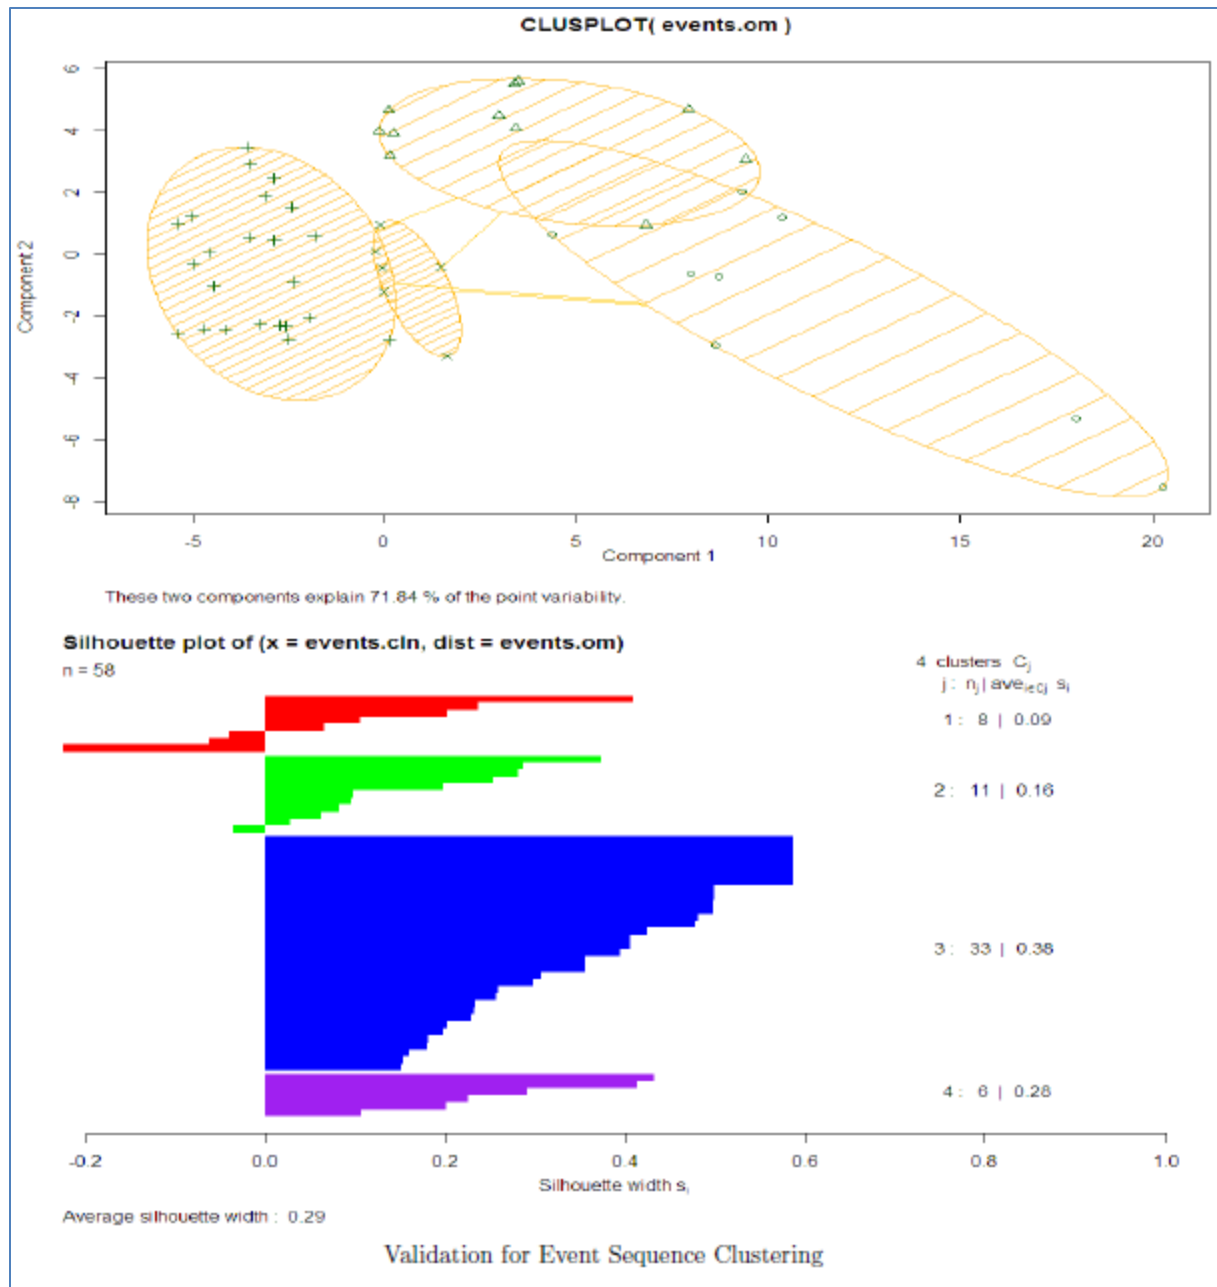 CLUSPLOT( events.om )
6
4
2
0
-2
-4
-6
-8
Component 2
-5 0 5 10 15 20
Component 1
These two components explain 71.84 % of the point variability.
Silhouette plot of (x = events.cln, dist = events.om)
n = 58
4 clusters Cj
j : nj | avei∈Cj si
1 : 8 | 0.09
2 : 11 | 0.16
3 : 33 | 0.38
4 : 6 | 0.28
-0.2 0.0 0.2 0.4 0.6 0.8 1.0
Silhouette width si
Average silhouette width : 0.29
Validation for Event Sequence Clustering